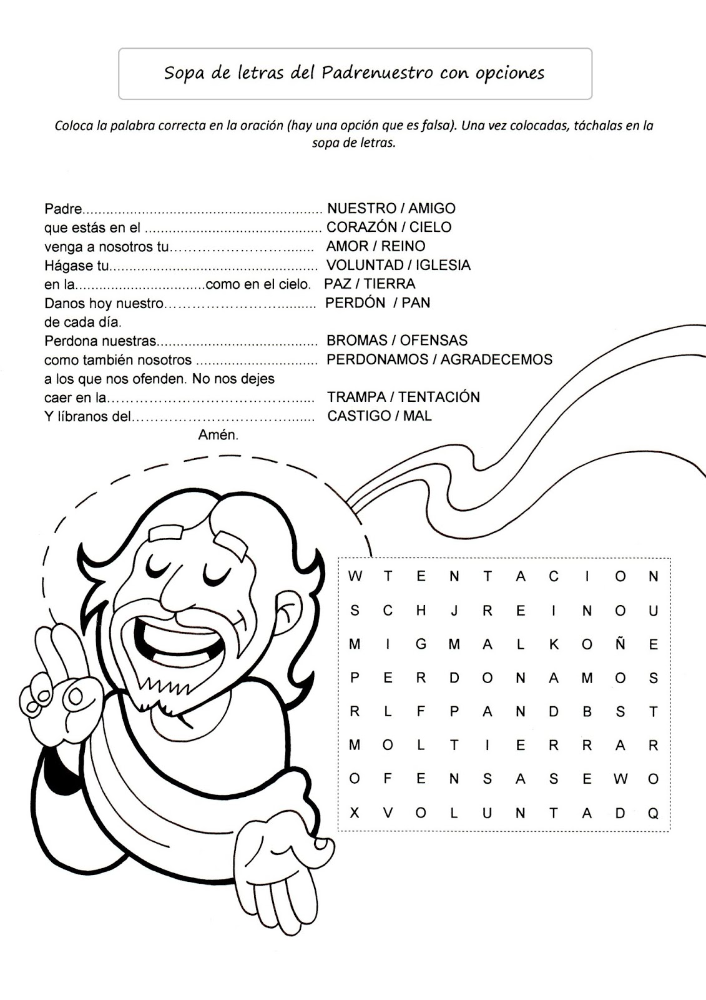 Sopa de letras del Padrenuestro con opciones
Coloca la palabra correcta en la oración (hay una opción que es falsa). Una vez colocadas, táchalas en la
sopa de letras.
Padre............................................................ NUESTRO / AMIGO
que estás en el ............................................ CORAZÓN / CIELO
venga a nosotros tu.................................... AMOR / REINO
Hágase tu.................................................... VOLUNTAD / IGLESIA
en la................................como en el cielo. PAZ / TIERRA
Danos hoy nuestro...................................... PERDÓN / PAN
de cada día.
Perdona nuestras........................................ BROMAS / OFENSAS
como también nosotros .............................. PERDONAMOS / AGRADECEMOS
a los que nos ofenden. No nos dejes
caer en la.................................................... TRAMPA / TENTACIÓN
Y líbranos del.............................................. CASTIGO / MAL
Amén.
W T E N T A C I O N
S C H J R E I N O U
M I G M A L K O Ñ E
P E R D O N A M O S
R L F P A N D B S T
M O L T I E R R A R
O F E N S A S E W O
X V O L U N T A D Q